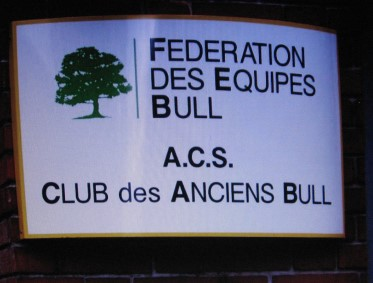 FEDERATION
DES EQUIPES
BULL
A.C.S.
CLUB des ANCIENS BULL